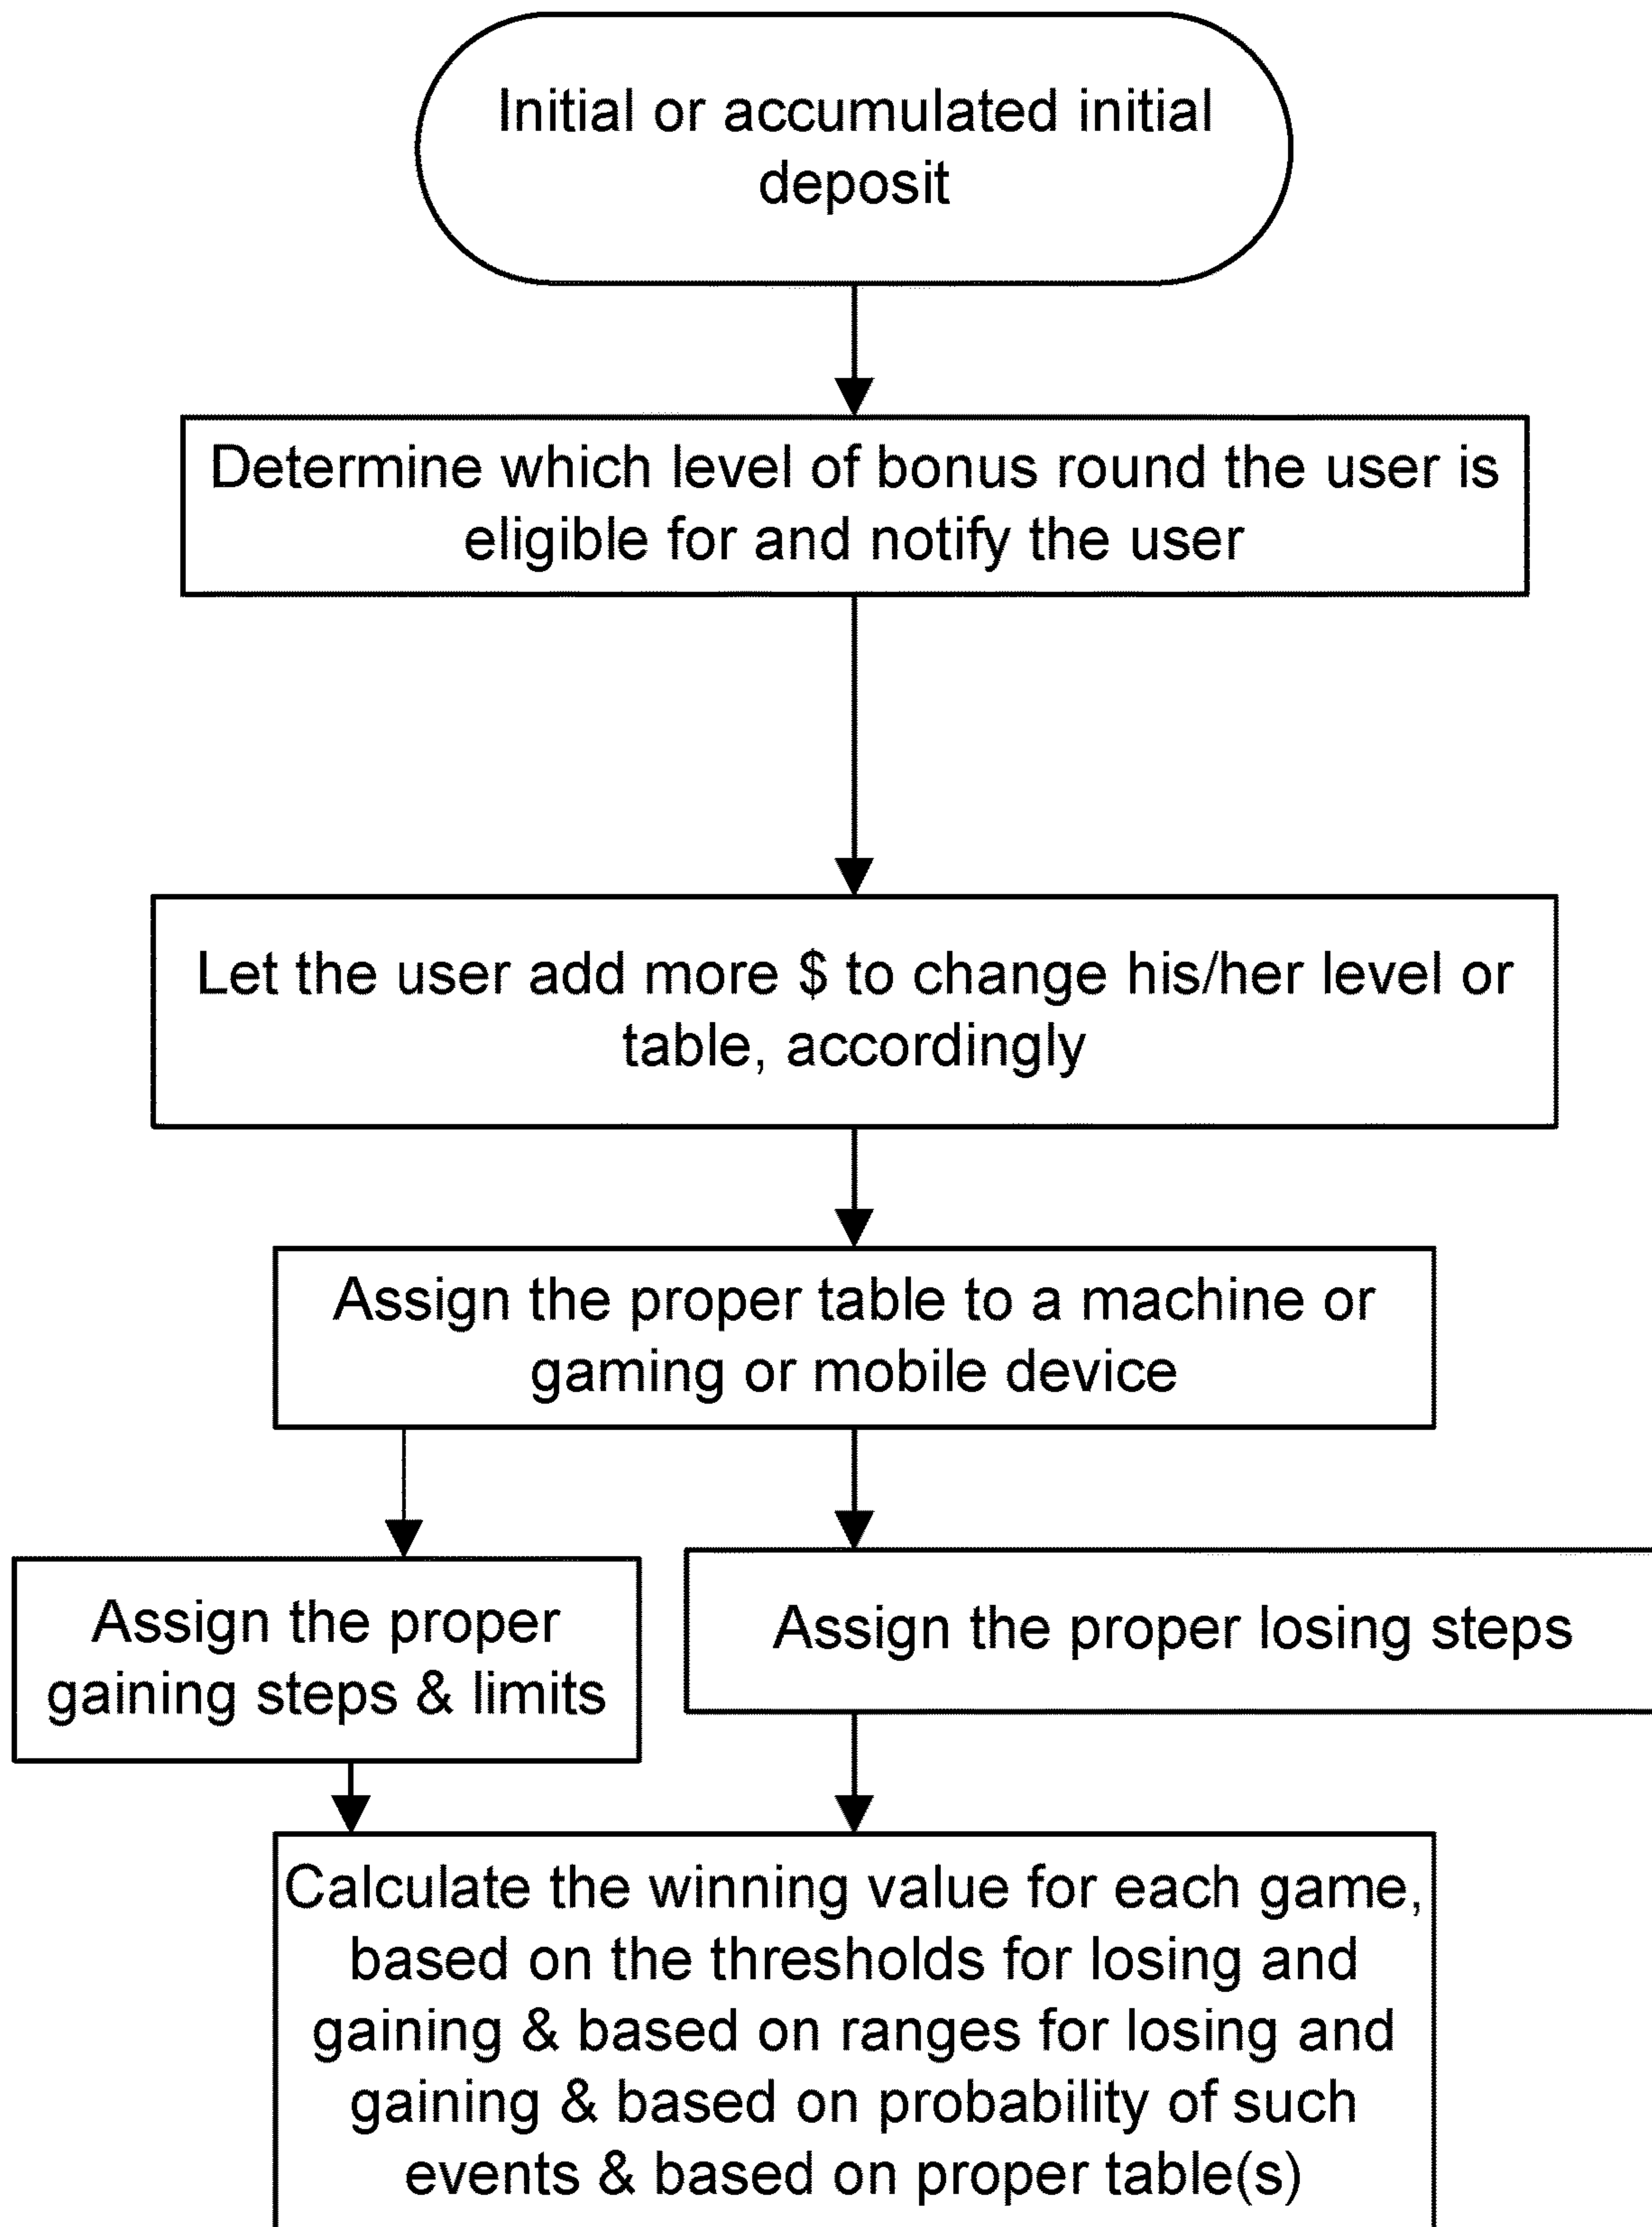 Initial or accumulated initial
deposit
Determine which level of bonus round the user is
eligible for and notify the user
Let the user add more $ to change his/her level or
table, accordingly
Assign the proper table to a machine or
gaming or mobile device
Assign the proper
gaining steps & limits
Assign the proper losing steps
Calculate the winning value for each game,
based on the thresholds for losing and
gaining & based on ranges for losing and
gaining & based on probability of such
events & based on proper table(s)